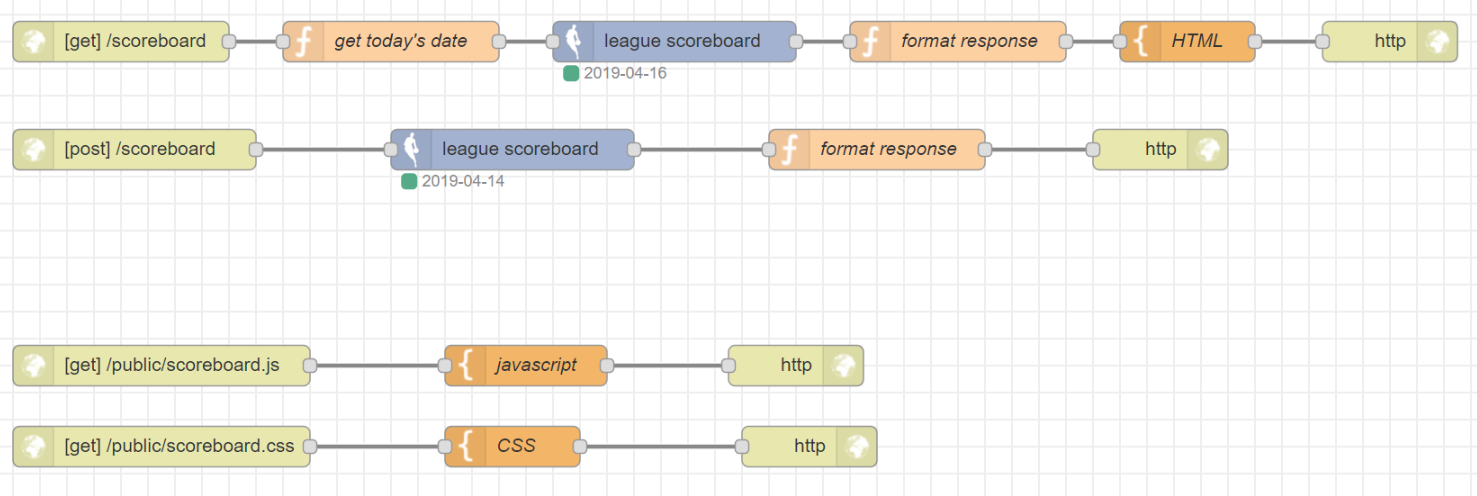 [get] /scoreboard get today's date league scoreboard format response HTML http
2019-04-16
[post] /scoreboard league scoreboard format response http
2019-04-14
[get] /public/scoreboard.js javascript http
[get] /public/scoreboard.css CSS http